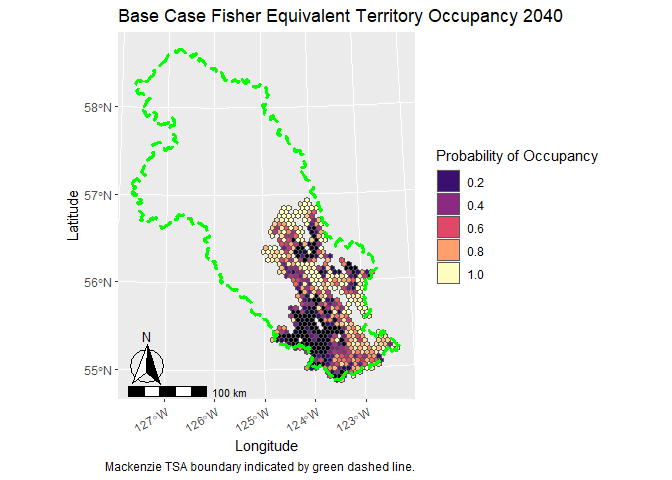 Base Case Fisher Equivalent Territory Occupancy 2040
58°N
57°N
56°N
55°N
Latitude
N
100 km
127°W
126°W
125°W
124°W
123°W
Longitude
Mackenzie TSA boundary indicated by green dashed line.
Probability of Occupancy
0.2
0.4
0.6
0.8
1.0